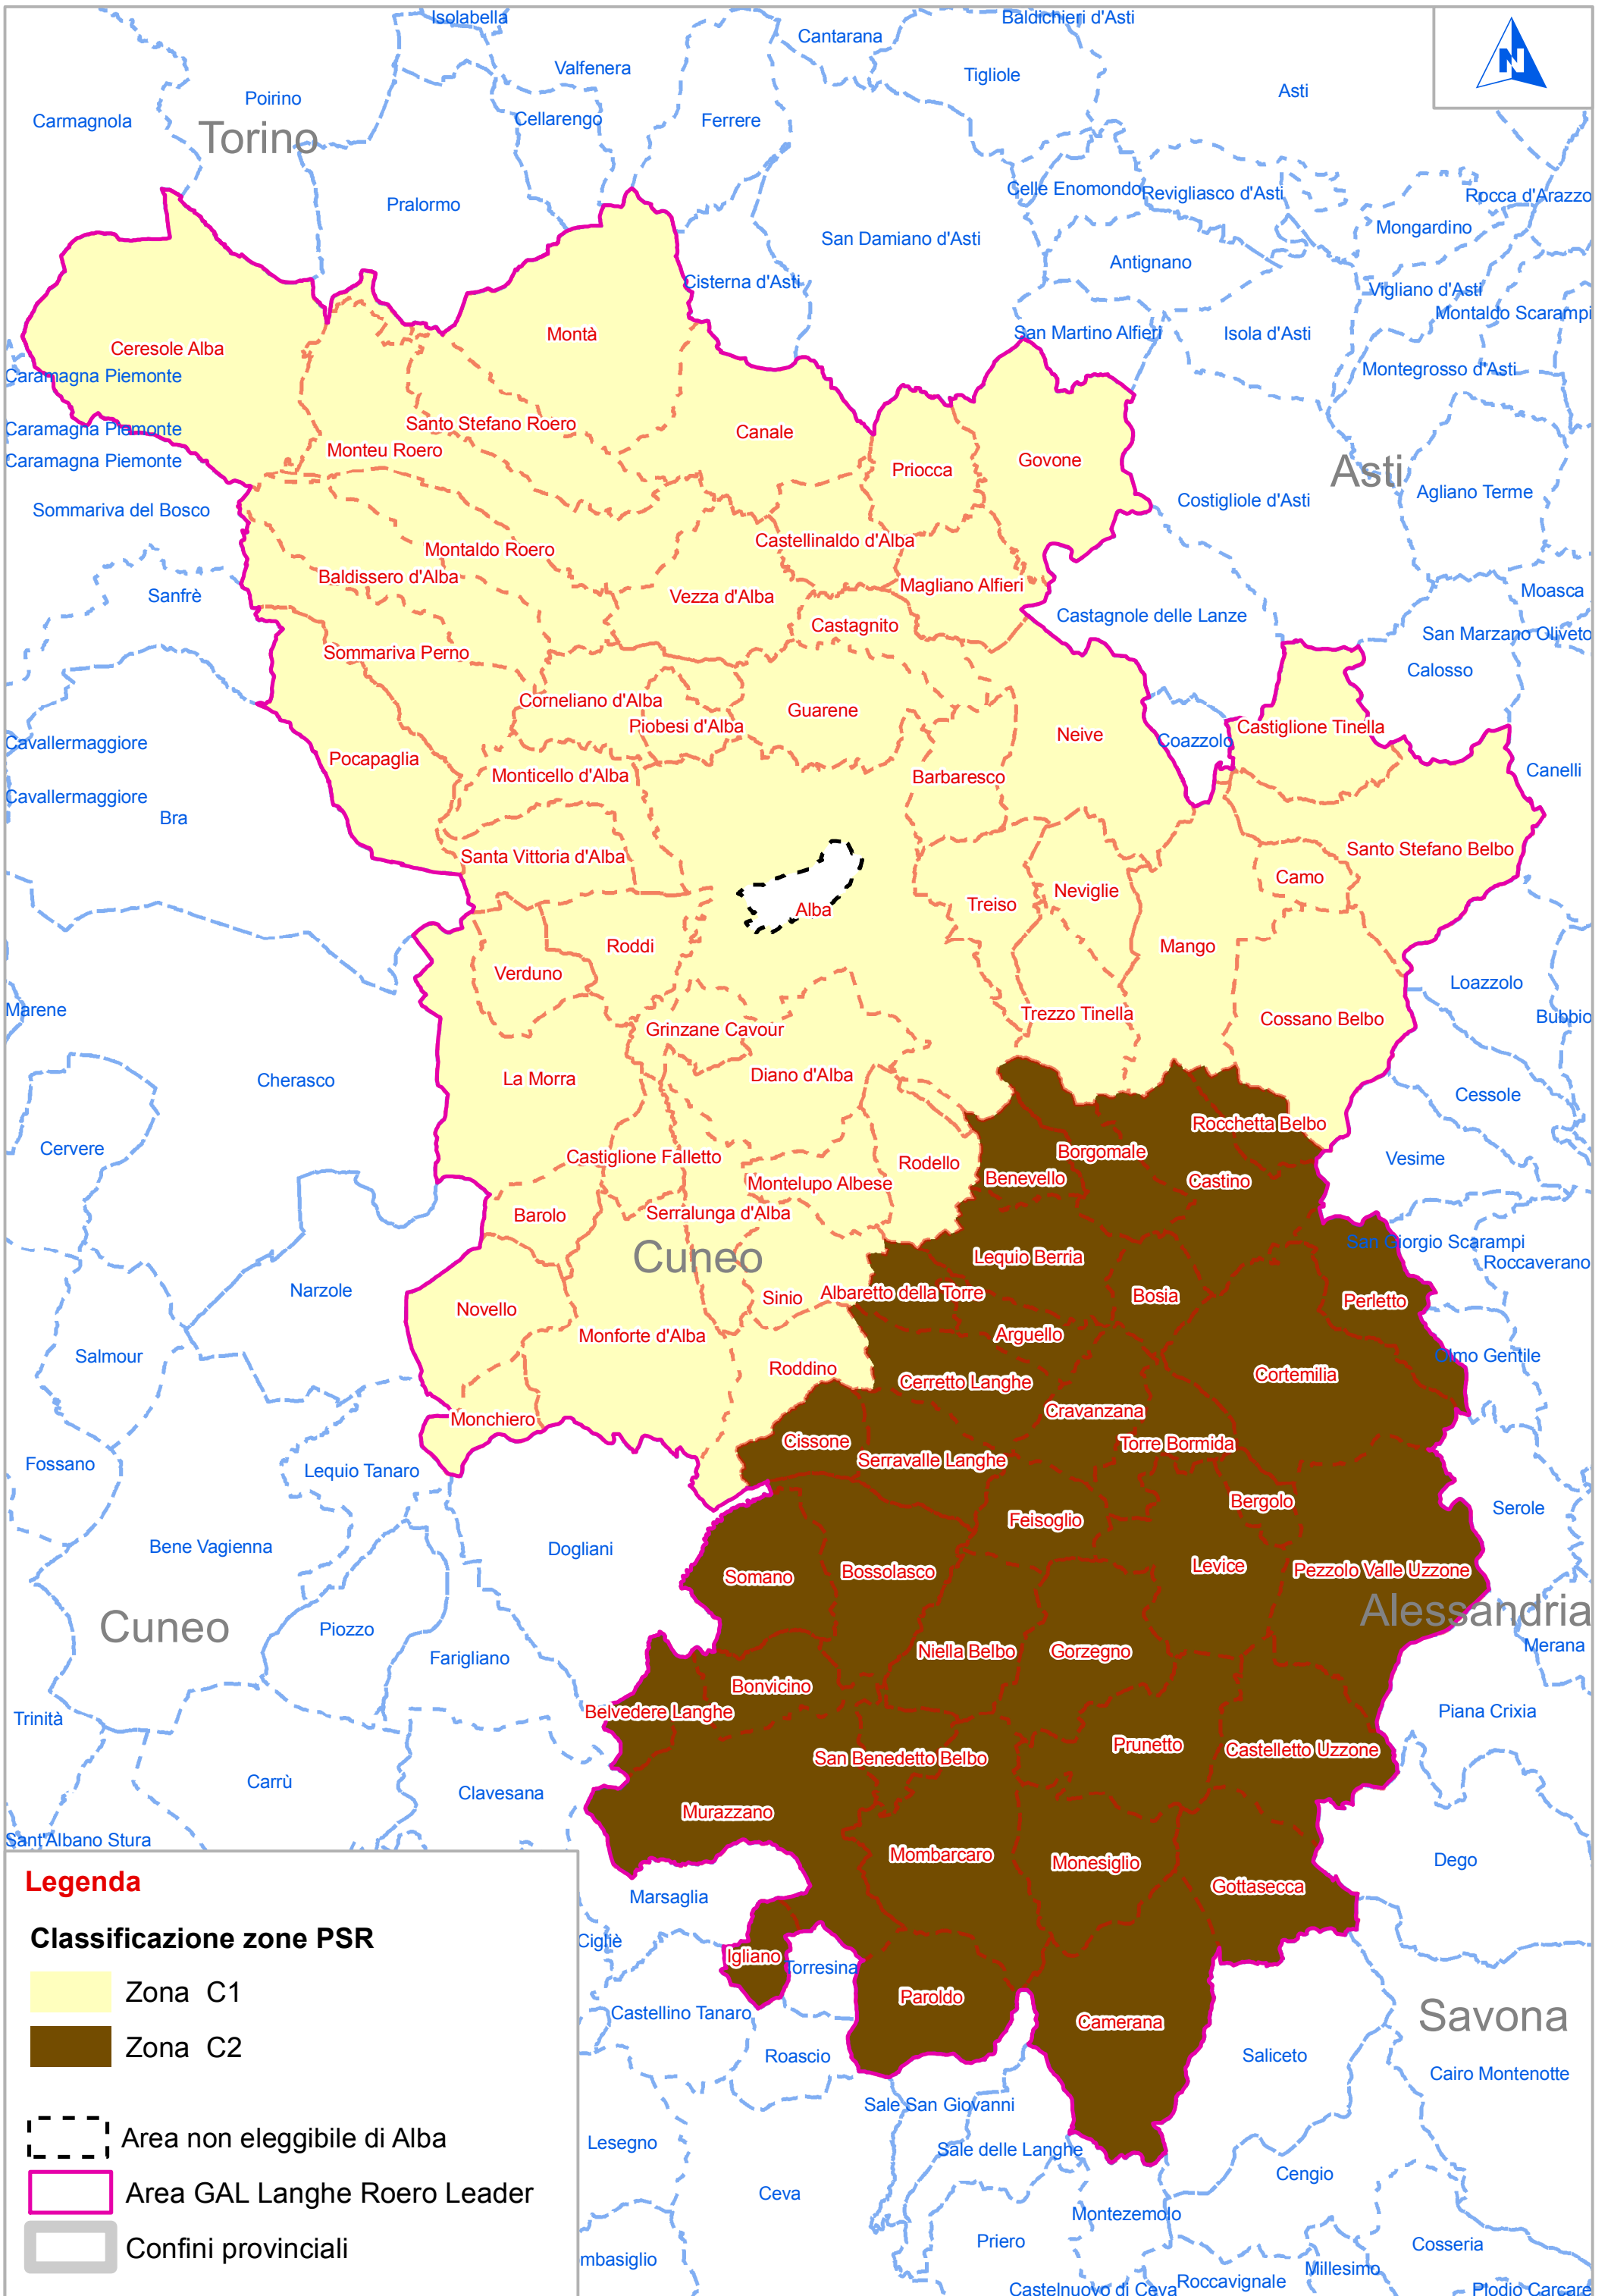 Isolabella
Baldichieri d'Asti
Cantarana
Valfenera
Tigliole
Asti
Poirino
Carmagnola
Cellarengo
Ferrere
Torino
N
Celle Enomondo
Revigliasco d'Asti
Rocca d'Arazzo
Pralormo
Mongardino
San Damiano d'Asti
Antignano
Cisterna d'Asti
Vigliano d'Asti
Montaldo Scarampi
San Martino Alfieri
Isola d'Asti
Montà
Ceresole Alba
Montegrosso d'Asti
Caramagna Piemonte
Santo Stefano Roero
Caramagna Piemonte
Canale
Monteu Roero
Govone
Caramagna Piemonte
Priocca
Asti
Agliano Terme
Costigliole d'Asti
Sommariva del Bosco
Castellinaldo d'Alba
Montaldo Roero
Baldissero d'Alba
Magliano Alfieri
Moasca
Sanfrè
Vezza d'Alba
Castagnole delle Lanze
Castagnito
San Marzano Oliveto
Sommariva Perno
Calosso
Corneliano d'Alba
Guarene
Piobesi d'Alba
Castiglione Tinella
Neive
Coazzolo
Cavallermaggiore
Pocapaglia
Canelli
Monticello d'Alba
Barbaresco
Cavallermaggiore
Bra
Santo Stefano Belbo
Santa Vittoria d'Alba
Camo
Neviglie
Treiso
Alba
Roddi
Mango
Verduno
Loazzolo
Marene
Trezzo Tinella
Bubbio
Cossano Belbo
Grinzane Cavour
Diano d'Alba
La Morra
Cherasco
Cessole
Rocchetta Belbo
Cervere
Borgomale
Castiglione Falletto
Vesime
Rodello
Benevello
Castino
Montelupo Albese
Barolo
Serralunga d'Alba
San Giorgio Scarampi
Cuneo
Lequio Berria
Roccaverano
Narzole
Albaretto della Torre
Sinio
Bosia
Perletto
Novello
Monforte d'Alba
Arguello
Salmour
Olmo Gentile
Roddino
Cortemilia
Cerretto Langhe
Cravanzana
Monchiero
Cissone
Torre Bormida
Serravalle Langhe
Fossano
Lequio Tanaro
Bergolo
Serole
Feisoglio
Bene Vagienna
Dogliani
Levice
Bossolasco
Pezzolo Valle Uzzone
Somano
Alessandria
Cuneo
Piozzo
Merana
Niella Belbo
Gorzegno
Farigliano
Bonvicino
Belvedere Langhe
Piana Crixia
Trinità
Prunetto
Castelletto Uzzone
San Benedetto Belbo
Carrù
Clavesana
Murazzano
Sant'Albano Stura
Mombarcaro
Dego
Monesiglio
Gottasecca
Marsaglia
Cigliè
Igliano
Torresina
Paroldo
Castellino Tanaro
Camerana
Savona
Roascio
Saliceto
Cairo Montenotte
Sale San Giovanni
Lesegno
Sale delle Langhe
Cengio
Ceva
Montezemolo
Priero
Cosseria
mbasiglio
Millesimo
Roccavignale
Castelnuovo di Ceva
Plodio
Carcare
Legenda
Classificazione zone PSR
Zona C1
Zona C2
Area non eleggibile di Alba
Area GAL Langhe Roero Leader
Confini provinciali